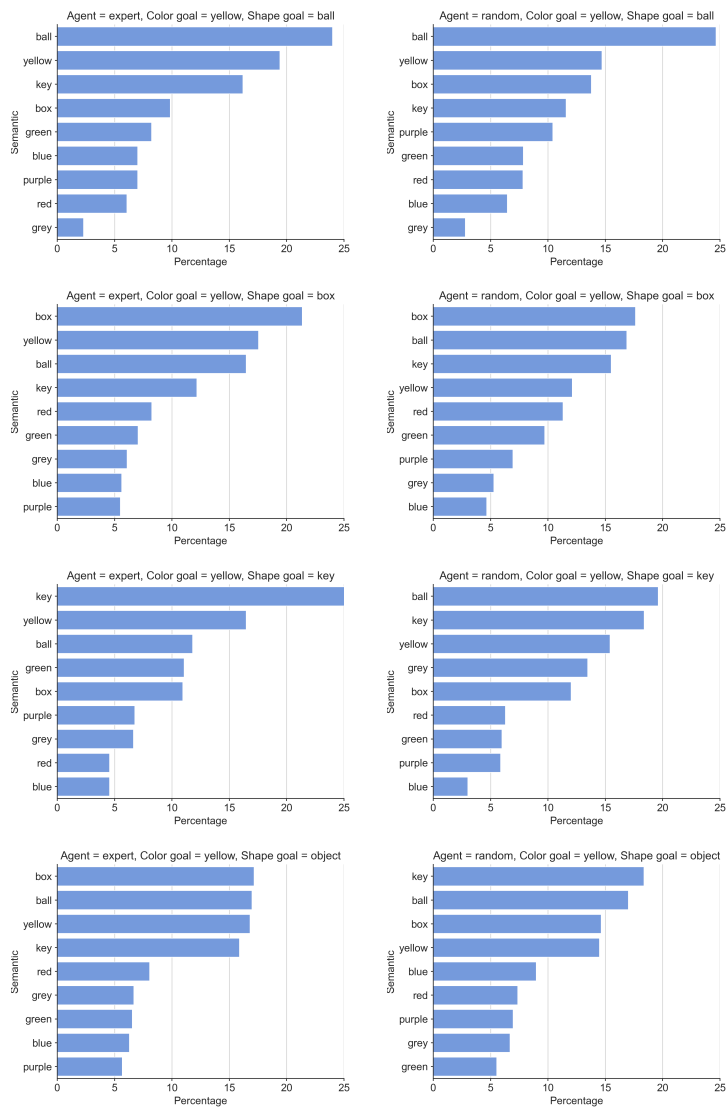 Agent = expert, Color goal = yellow, Shape goal = ball
ball
yellow
key
box
green
blue
purple
red
grey
Semantic
0 5 10 15 20 25
Percentage
Agent = random, Color goal = yellow, Shape goal = ball
ball
yellow
box
key
purple
green
red
blue
grey
Semantic
0 5 10 15 20 25
Percentage
Agent = expert, Color goal = yellow, Shape goal = box
box
yellow
ball
key
red
green
grey
blue
purple
Semantic
0 5 10 15 20 25
Percentage
Agent = random, Color goal = yellow, Shape goal = box
box
ball
key
yellow
red
green
purple
grey
blue
Semantic
0 5 10 15 20 25
Percentage
Agent = expert, Color goal = yellow, Shape goal = key
key
yellow
ball
green
box
purple
grey
red
blue
Semantic
0 5 10 15 20 25
Percentage
Agent = random, Color goal = yellow, Shape goal = key
ball
key
yellow
grey
box
red
green
purple
blue
Semantic
0 5 10 15 20 25
Percentage
Agent = expert, Color goal = yellow, Shape goal = object
box
ball
yellow
key
red
grey
green
blue
purple
Semantic
0 5 10 15 20 25
Percentage
Agent = random, Color goal = yellow, Shape goal = object
key
ball
box
yellow
blue
red
purple
grey
green
Semantic
0 5 10 15 20 25
Percentage